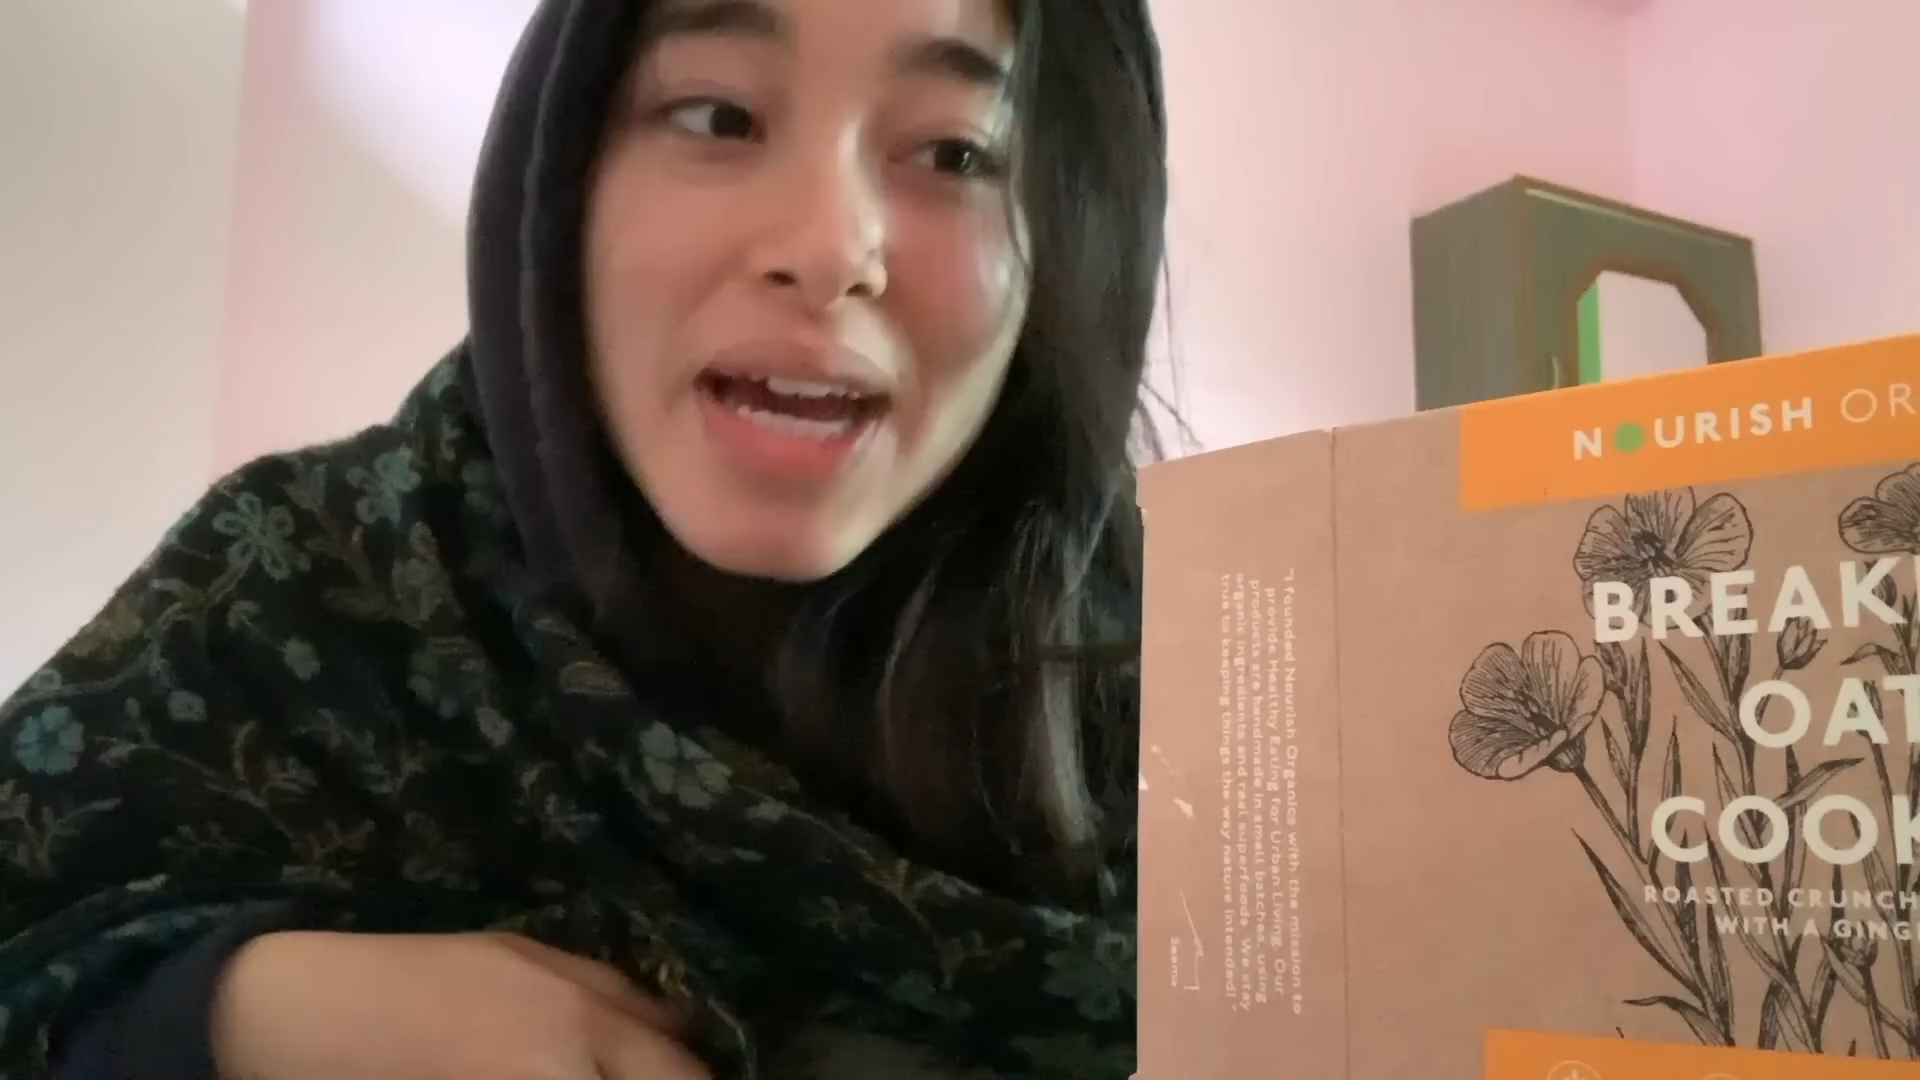 NOURISH OR
BREAK
OAT
COOK
ROASTED CRUNCH
WITH A GING
"I founded Nourish Organics with the mission to
provide Healthy Eating for Urban Living. Our
products are handmade in small batches, using
organic ingredients and real superfoods. We stay
true to keeping things the way nature intended!"
Seema